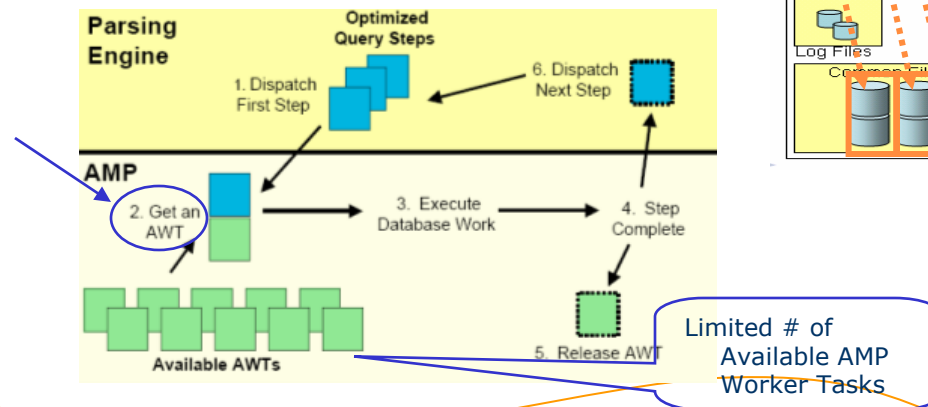 Parsing
Engine
Optimized
Query Steps
1. Dispatch
First Step
6. Dispatch
Next Step
AMP
2. Get an
AWT
3. Execute
Database Work
4. Step
Complete
5. Release AWT
Available AWTs
Limited # of
Available AMP
Worker Tasks
Log Files
Common